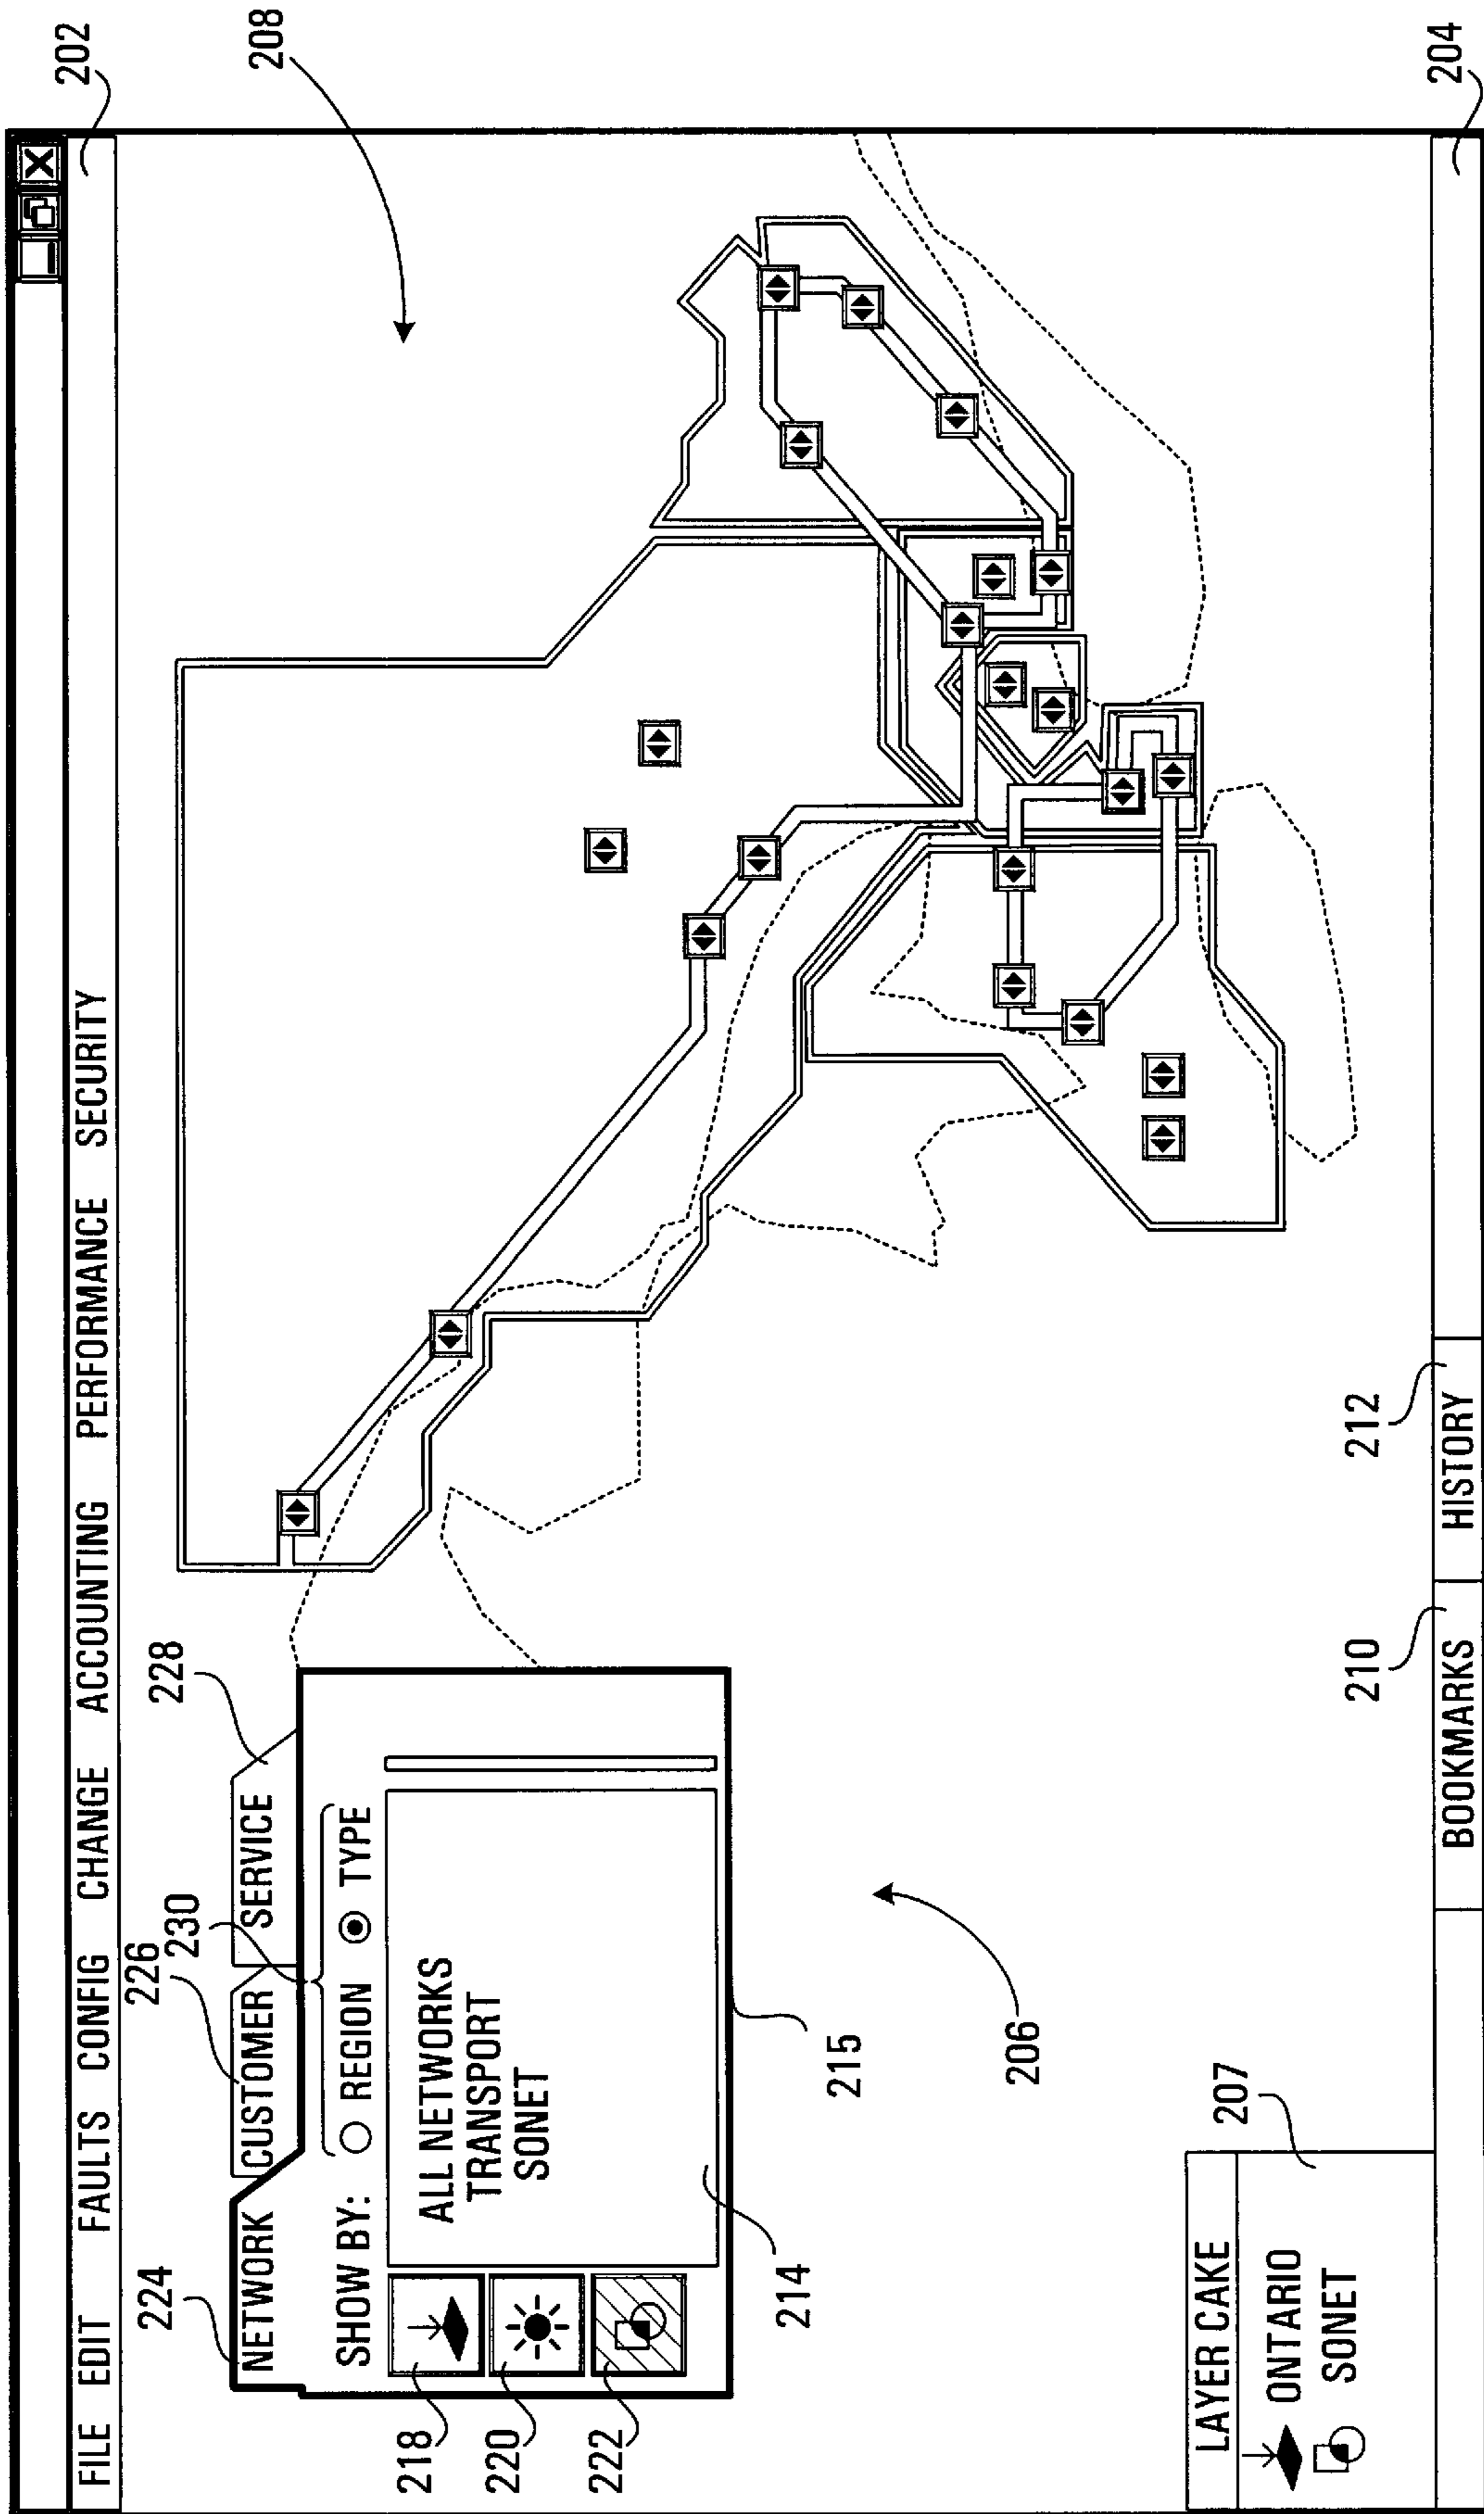 202
FILE EDIT FAULTS CONFIG CHANGE ACCOUNTING PERFORMANCE SECURITY
208
224
226
228
230
NETWORK CUSTOMER SERVICE
SHOW BY: REGION TYPE
218
220
222
ALL NETWORKS
TRANSPORT
SONET
214
215
206
207
LAYER CAKE
ONTARIO
SONET
210
212
BOOKMARKS HISTORY
204